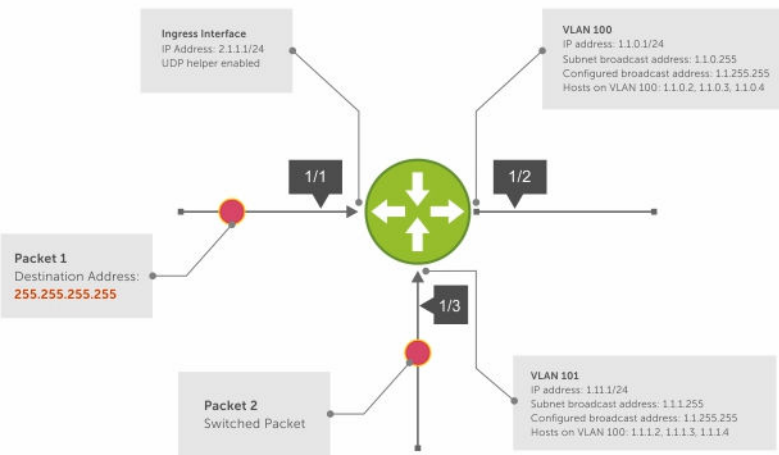 Ingress Interface
IP Address: 2.1.1.1/24
UDP helper enabled
VLAN 100
IP address: 1.1.0.1/24
Subnet broadcast address: 1.1.0.255
Configured broadcast address: 1.1.255.255
Hosts on VLAN 100: 1.1.0.2, 1.1.0.3, 1.1.0.4
1/1
1/2
Packet 1
Destination Address:
255.255.255.255
1/3
Packet 2
Switched Packet
VLAN 101
IP address: 1.11.1/24
Subnet broadcast address: 1.1.1.255
Configured broadcast address: 1.1.255.255
Hosts on VLAN 100: 1.1.1.2, 1.1.1.3, 1.1.1.4